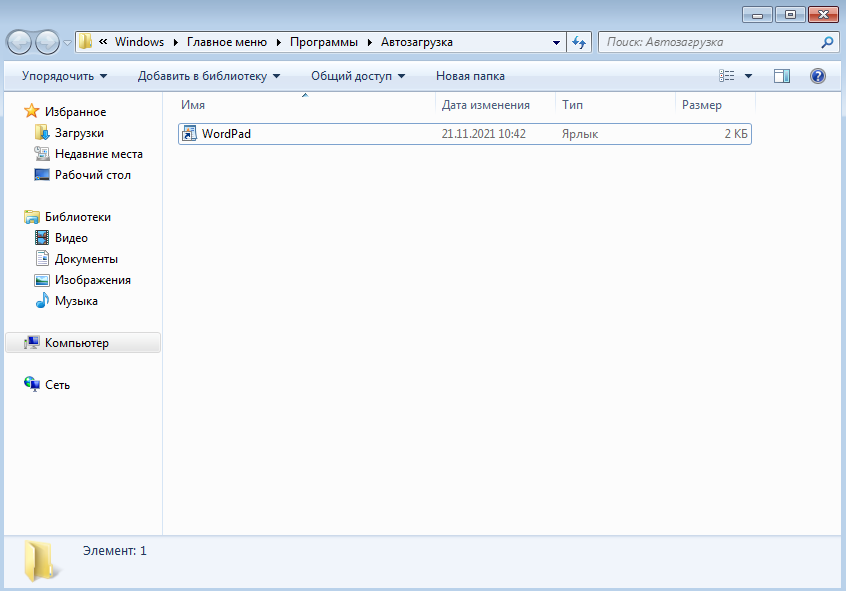 « Windows ▸ Главное меню ▸ Программы ▸ Автозагрузка
Поиск: Автозагрузка
Упорядочить Добавить в библиотеку Общий доступ Новая папка
Имя Дата изменения Тип Размер
WordPad 21.11.2021 10:42 Ярлык 2 КБ
Избранное
Загрузки
Недавние места
Рабочий стол
Библиотеки
Видео
Документы
Изображения
Музыка
Компьютер
Сеть
Элемент: 1